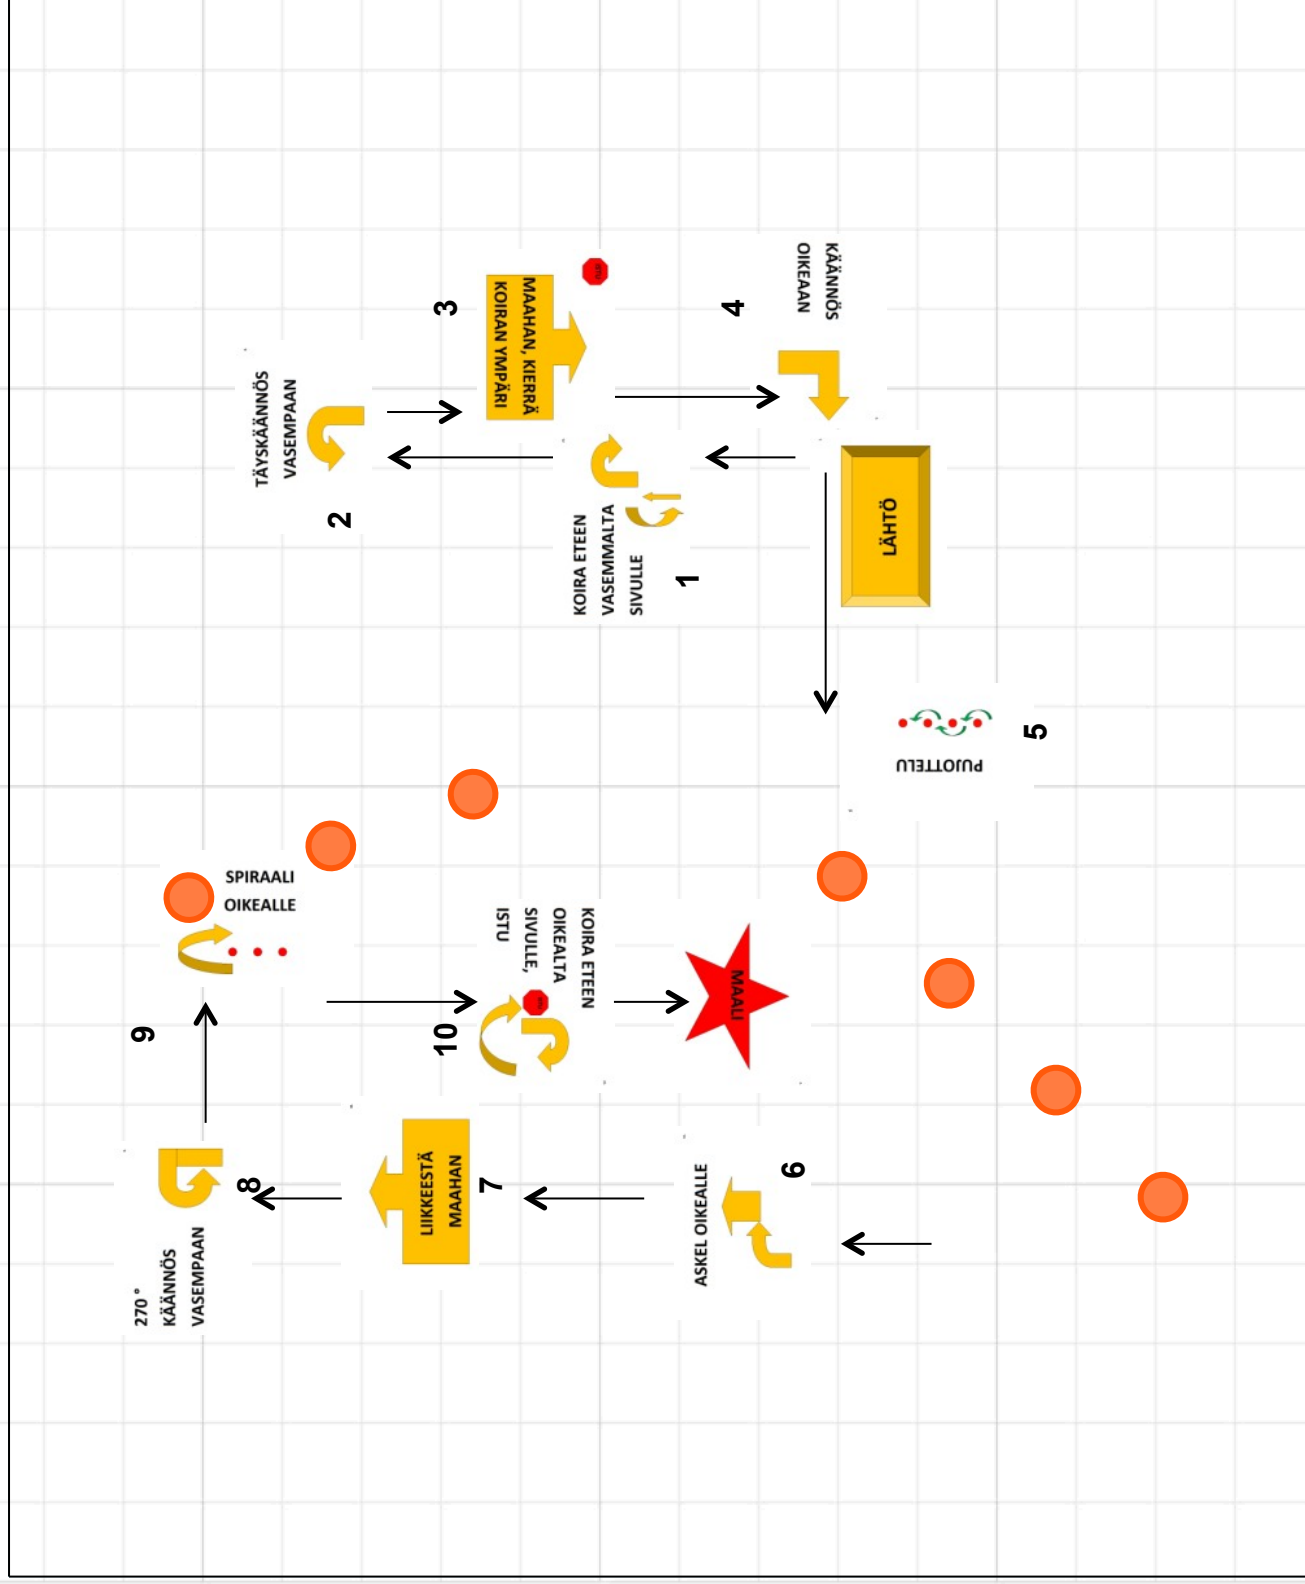 LÄHTÖ
1
KOIRA ETEEN
VASEMMALTA
SIVULLE
2
TÄYSKÄÄNNÖS
VASEMPAAN
3
MAAHAN, KIERRÄ
KOIRAN YMPÄRI
4
KÄÄNNÖS
OIKEAAN
5
PUJOTTELU
6
ASKEL OIKEALLE
7
LIIKKEESTÄ
MAAHAN
8
270 °
KÄÄNNÖS
VASEMPAAN
9
SPIRAALI
OIKEALLE
10
KOIRA ETEEN
OIKEALTA
SIVULLE,
ISTU
MAALI